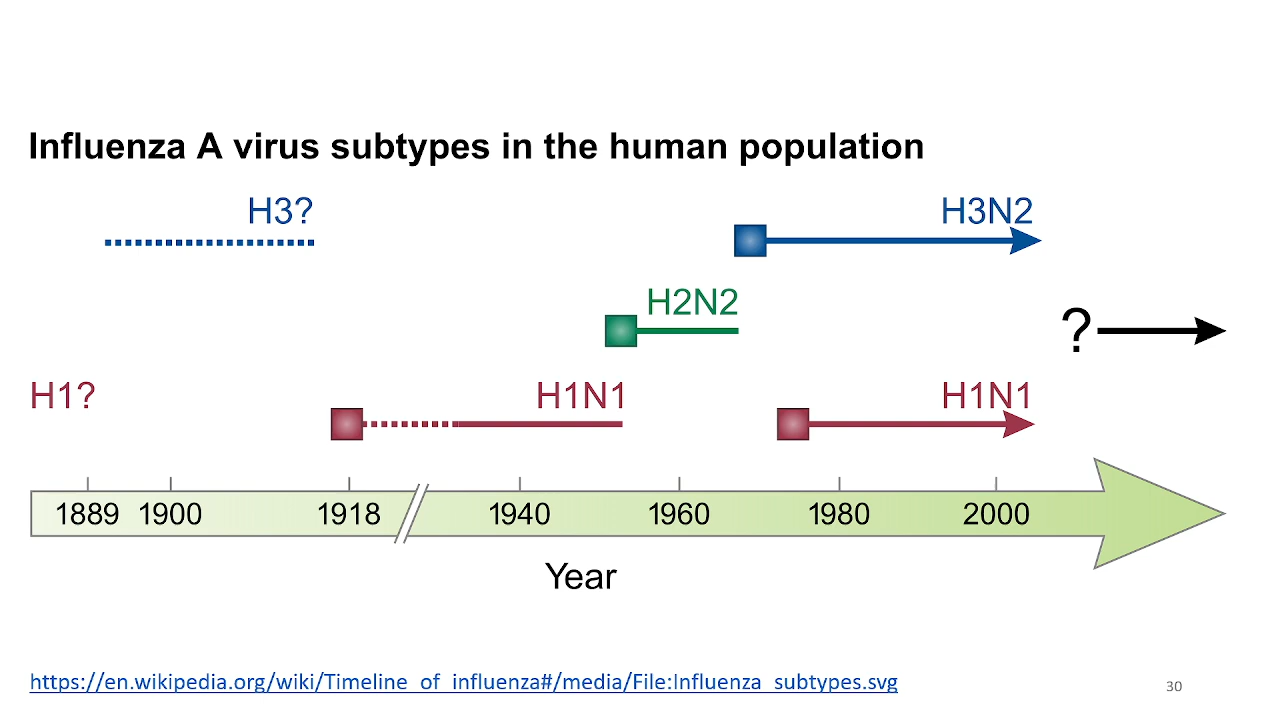 Influenza A virus subtypes in the human population
H3?
H3N2
H2N2
?
H1?
H1N1
H1N1
1889 1900 1918 1940 1960 1980 2000
Year
https://en.wikipedia.org/wiki/Timeline_of_influenza#/media/File:Influenza_subtypes.svg
30